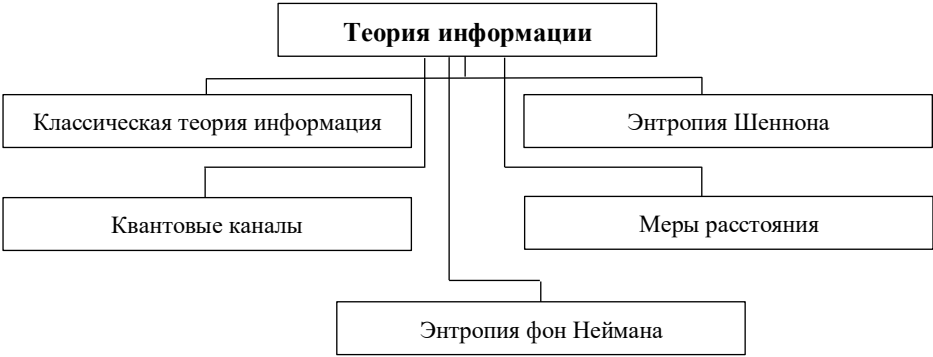 Теория информации
Классическая теория информация
Энтропия Шеннона
Квантовые каналы
Меры расстояния
Энтропия фон Неймана